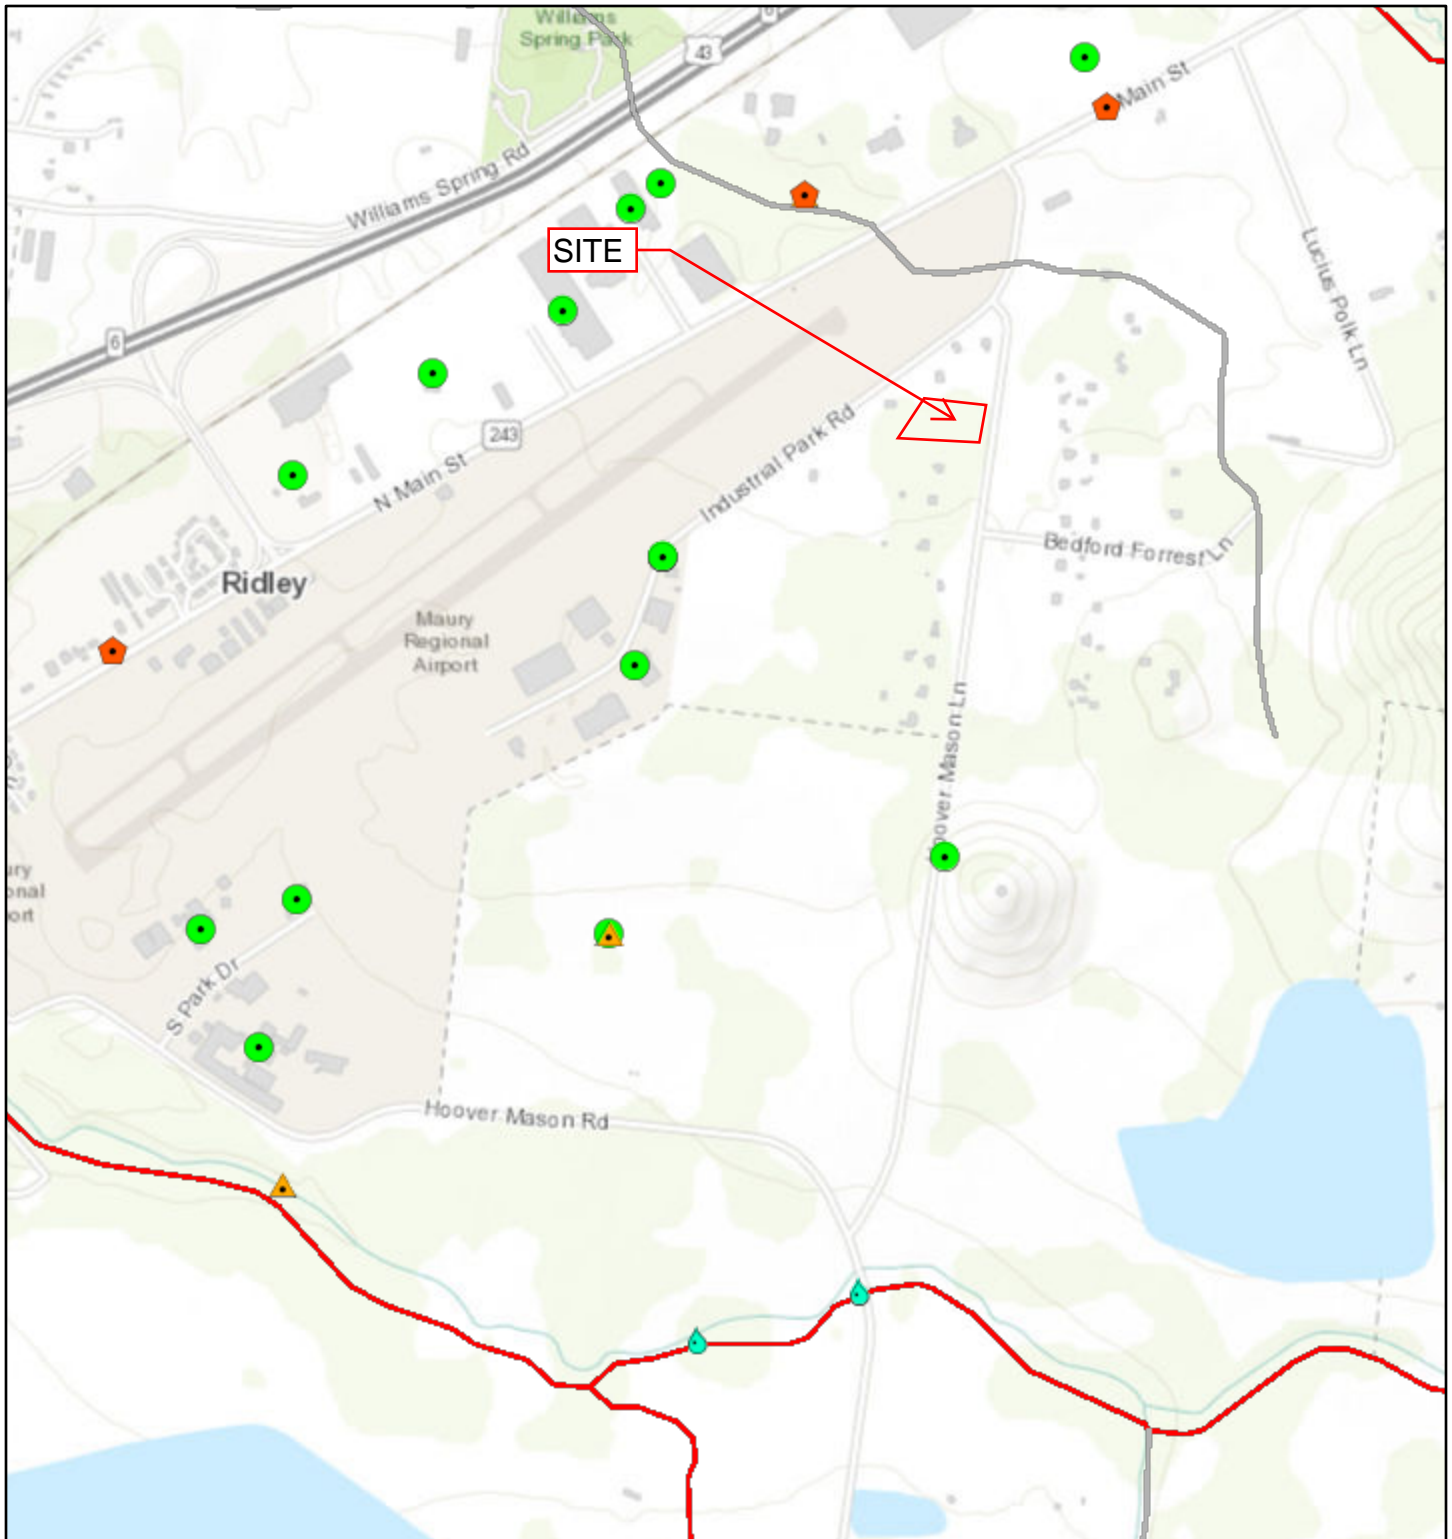 Williams
Spring Park
6
43
Main St
Williams Spring Rd
SITE
Lucius Polk Ln
6
243
N Main St
Industrial Park Rd
Bedford Forrest Ln
Ridley
Maury
Regional
Airport
Hoover Mason Ln
S Park Dr
Hoover Mason Rd